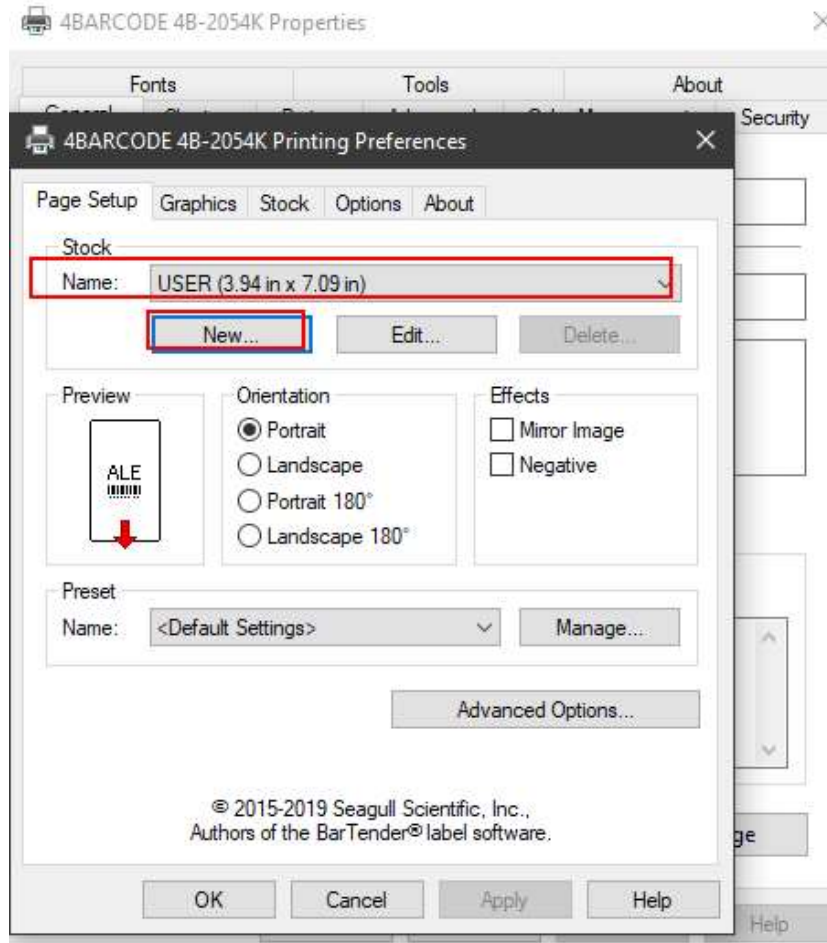 4BARCODE 4B-2054K Properties
Fonts Tools About
Security
4BARCODE 4B-2054K Printing Preferences
Page Setup Graphics Stock Options About
Stock
Name: USER (3.94 in x 7.09 in)
New... Edit... Delete...
Preview Orientation Effects
Portrait Mirror Image
ALE Landscape Negative
Portrait 180°
Landscape 180°
Preset
Name: <Default Settings> Manage...
Advanced Options...
© 2015-2019 Seagull Scientific, Inc.,
Authors of the BarTender® label software.
OK Cancel Apply Help
Help